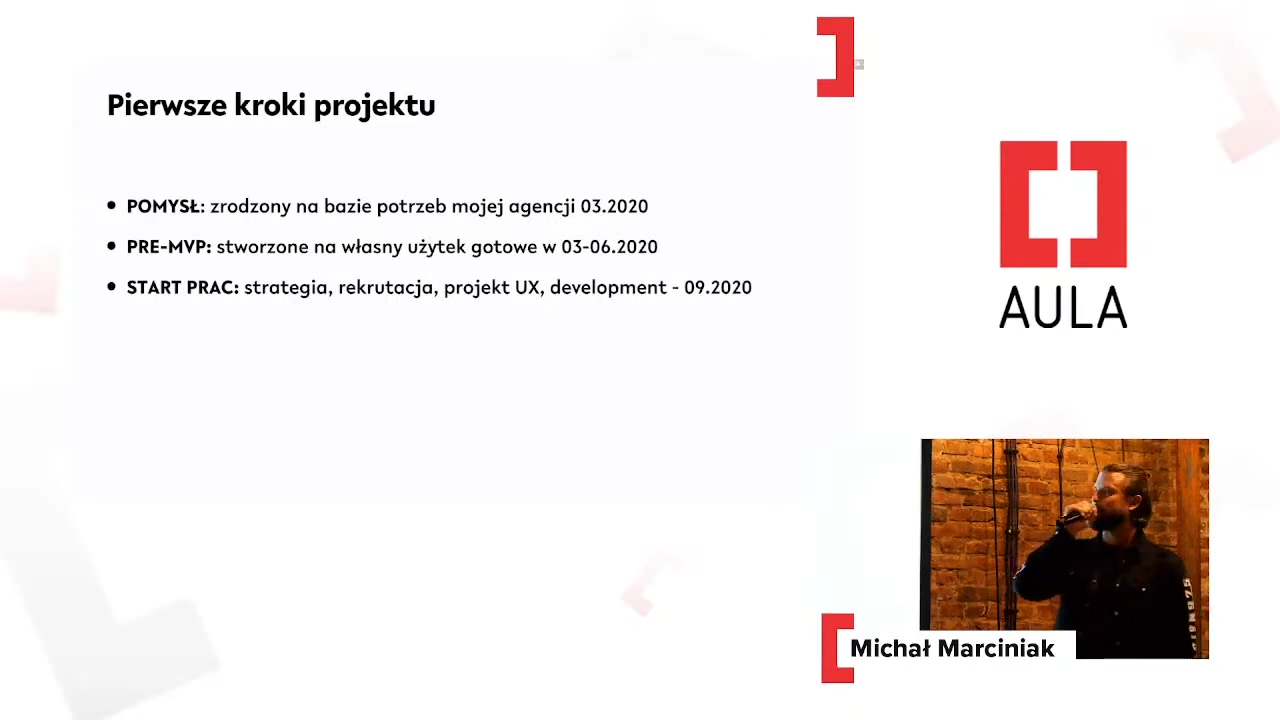 Pierwsze kroki projektu
POMYSŁ: zrodzony na bazie potrzeb mojej agencji 03.2020
PRE-MVP: stworzone na własny użytek gotowe w 03-06.2020
START PRAC: strategia, rekrutacja, projekt UX, development - 09.2020
AULA
Michał Marciniak